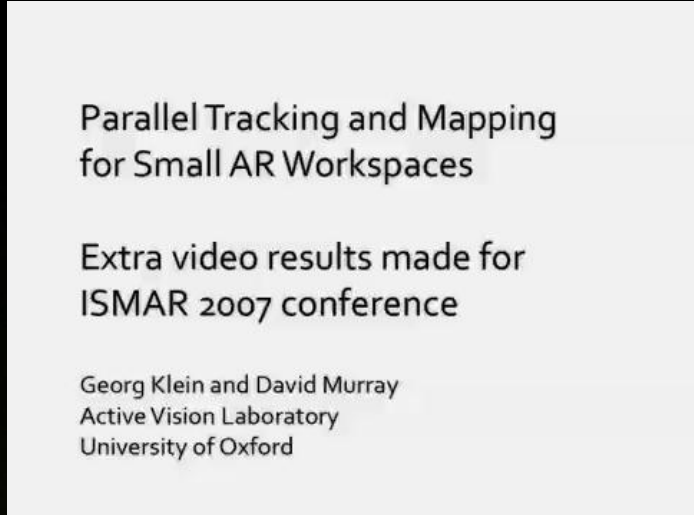 Parallel Tracking and Mapping
for Small AR Workspaces
Extra video results made for
ISMAR 2007 conference
Georg Klein and David Murray
Active Vision Laboratory
University of Oxford